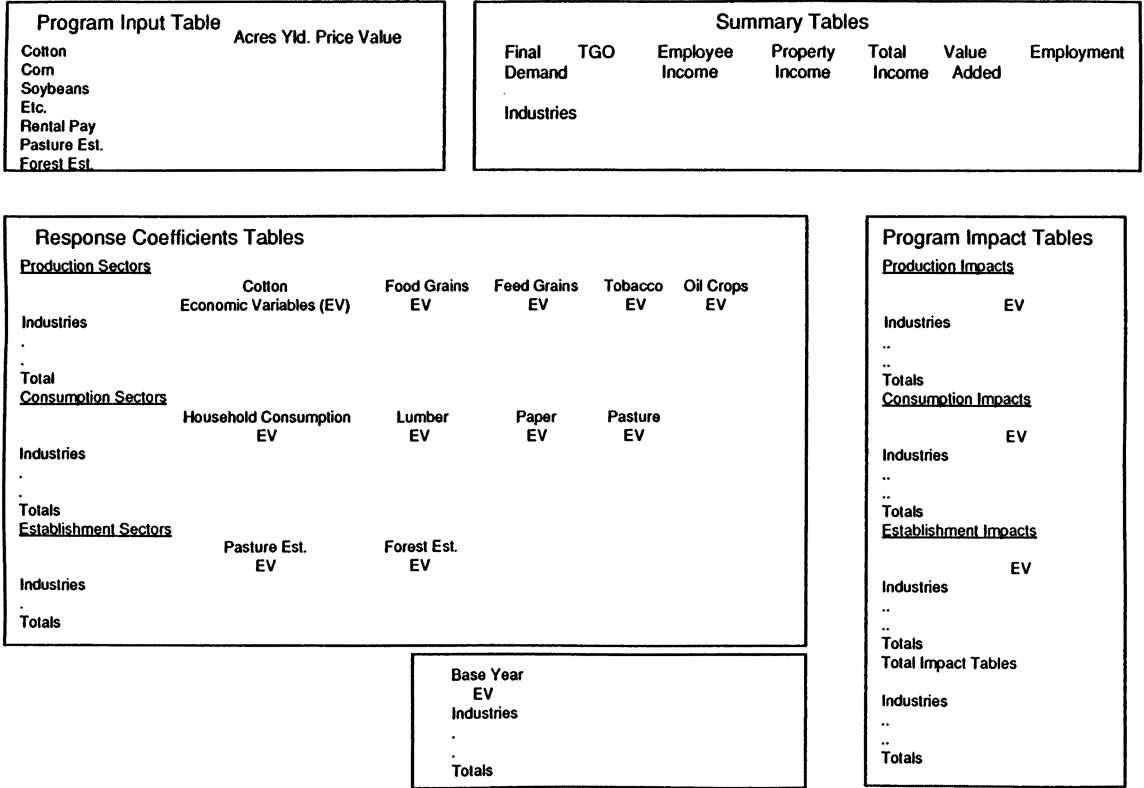 Program Input Table
Acres Yld. Price Value
Cotton
Corn
Soybeans
Etc.
Rental Pay
Pasture Est.
Forest Est.
Summary Tables
Final TGO Employee Property Total Value Employment
Demand Income Income Income Added
.
Industries
Response Coefficients Tables
Production Sectors
Cotton Food Grains Feed Grains Tobacco Oil Crops
Economic Variables (EV) EV EV EV EV
Industries
.
.
Total
Consumption Sectors
Household Consumption Lumber Paper Pasture
EV EV EV EV
Industries
.
.
Totals
Establishment Sectors
Pasture Est. Forest Est.
EV EV
Industries
.
Totals
Program Impact Tables
Production Impacts
EV
Industries
..
..
Totals
Consumption Impacts
EV
Industries
..
..
Totals
Establishment Impacts
EV
Industries
..
..
Totals
Total Impact Tables
Industries
..
..
Totals
Base Year
EV
Industries
.
.
Totals